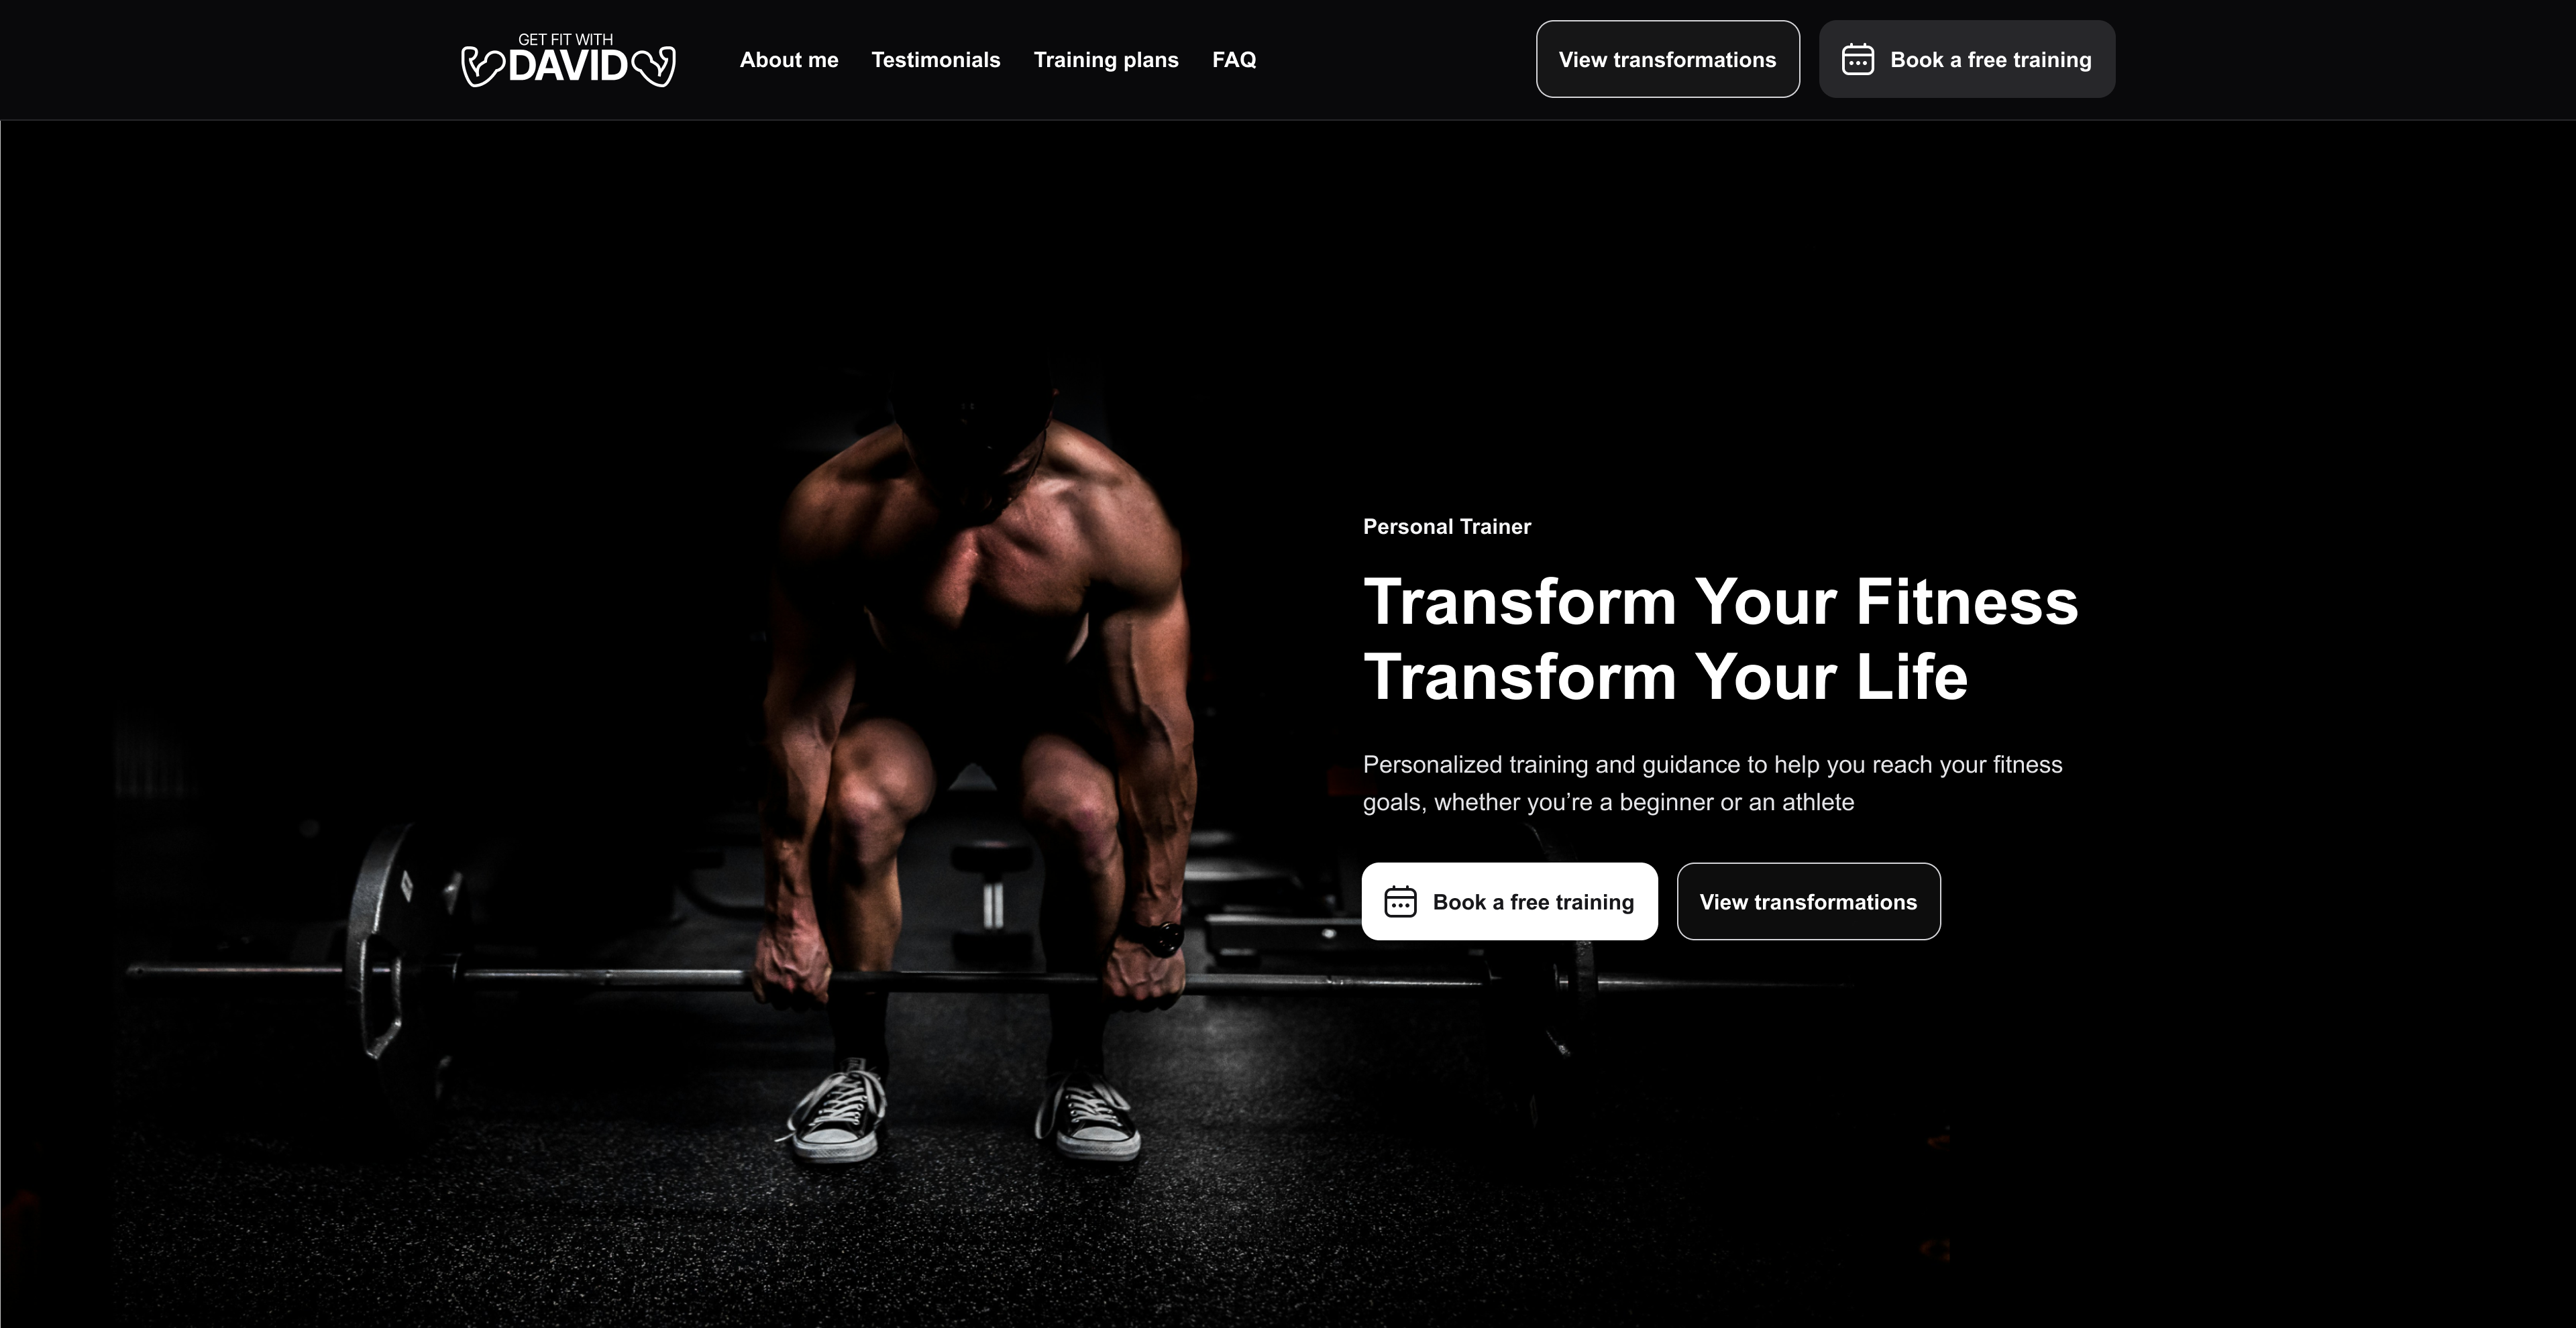 GET FIT WITH
DAVID
About me
Testimonials
Training plans
FAQ
View transformations
Book a free training
Personal Trainer
Transform Your Fitness
Transform Your Life
Personalized training and guidance to help you reach your fitness
goals, whether you’re a beginner or an athlete
Book a free training
View transformations